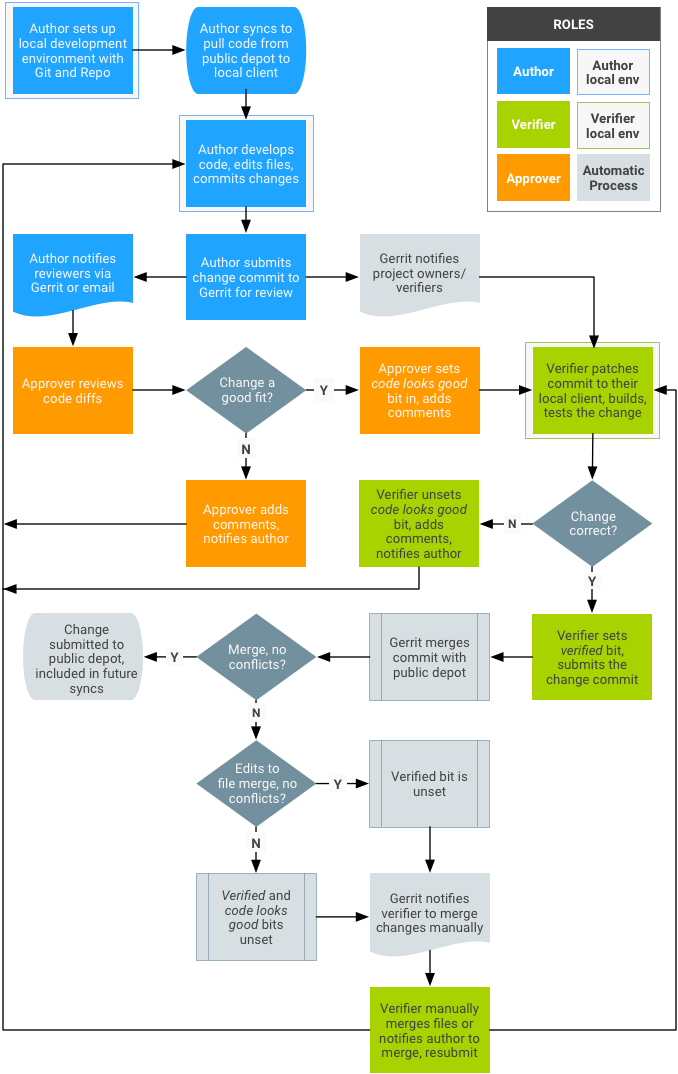 Author sets up
local development
environment with
Git and Repo
Author syncs to
pull code from
public depot to
local client
ROLES
Author
Author
local env
Verifier
Verifier
local env
Approver
Automatic
Process
Author develops
code, edits files,
commits changes
Author notifies
reviewers via
Gerrit or email
Author submits
change commit to
Gerrit for review
Gerrit notifies
project owners/
verifiers
Approver reviews
code diffs
Change a
good fit?
Y
Approver sets
code looks good
bit in, adds
comments
Verifier patches
commit to their
local client, builds,
tests the change
N
Approver adds
comments,
notifies author
Verifier unsets
code looks good
bit, adds
comments,
notifies author
N
Change
correct?
Y
Change
submitted to
public depot,
included in future
syncs
Y
Merge, no
conflicts?
Gerrit merges
commit with
public depot
Verifier sets
verified bit,
submits the
change commit
N
Edits to
file merge, no
conflicts?
Y
Verified bit is
unset
N
Verified and
code looks
good bits
unset
Gerrit notifies
verifier to merge
changes manually
Verifier manually
merges files or
notifies author to
merge, resubmit